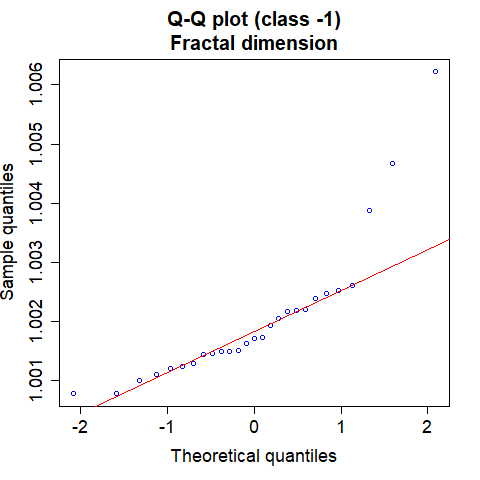 Q-Q plot (class -1)
Fractal dimension
Sample quantiles
1.006
1.005
1.004
1.003
1.002
1.001
-2 -1 0 1 2
Theoretical quantiles